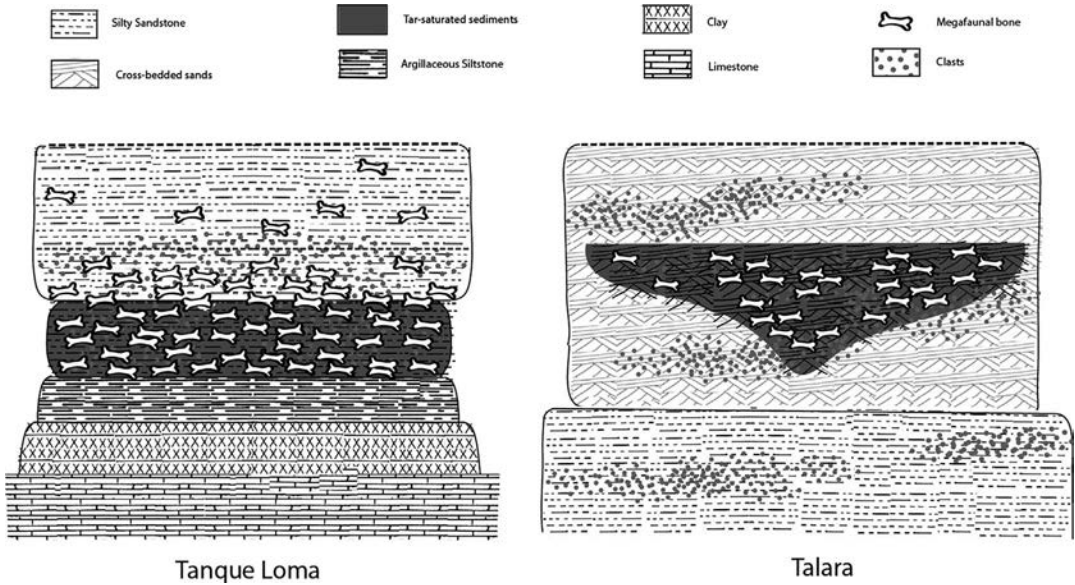 Silty Sandstone
Tar-saturated sediments
Clay
Megafaunal bone
Cross-bedded sands
Argillaceous Siltstone
Limestone
Clasts
Tanque Loma
Talara